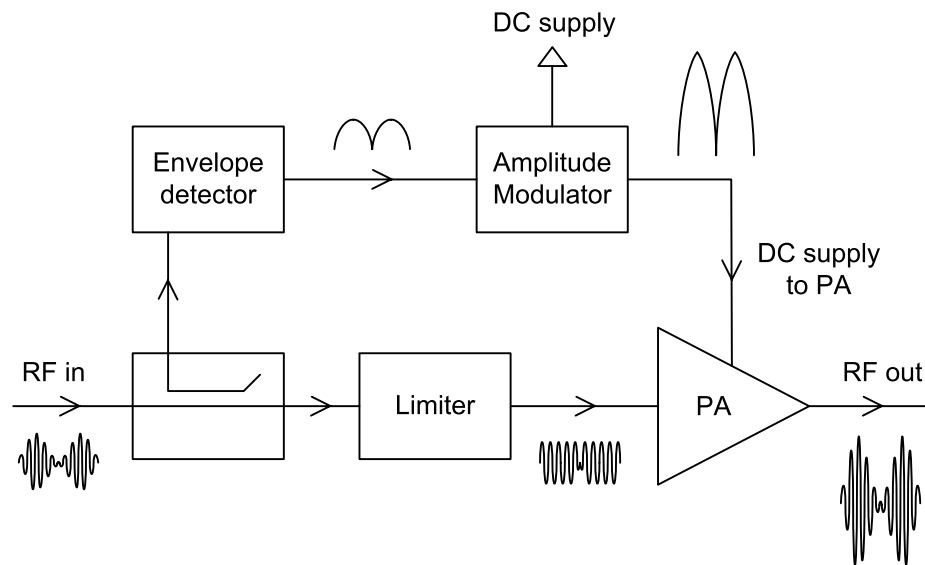 DC supply
Envelope
detector
Amplitude
Modulator
DC supply
to PA
RF in
Limiter
PA
RF out